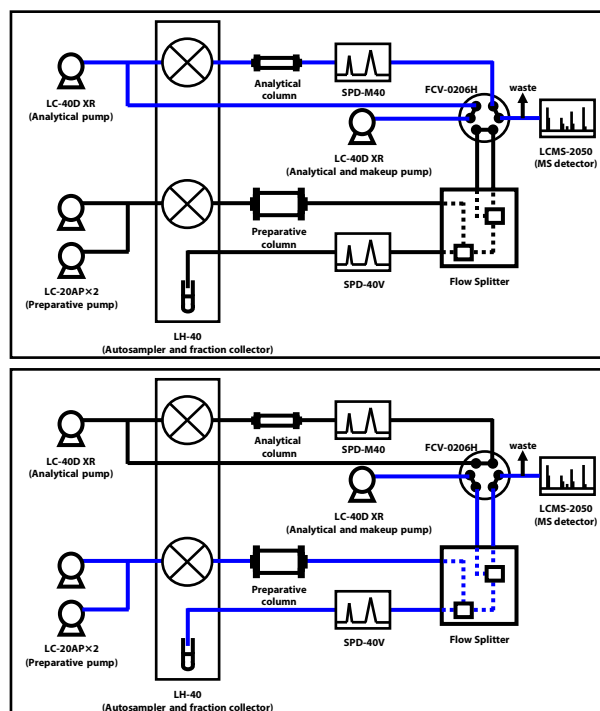 LC-40D XR
(Analytical pump)
Analytical
column
SPD-M40
FCV-0206H
waste
LCMS-2050
(MS detector)
LC-40D XR
(Analytical and makeup pump)
Preparative
column
LC-20AP×2
(Preparative pump)
SPD-40V
Flow Splitter
LH-40
(Autosampler and fraction collector)
LC-40D XR
(Analytical pump)
Analytical
column
SPD-M40
FCV-0206H
waste
LCMS-2050
(MS detector)
LC-40D XR
(Analytical and makeup pump)
Preparative
column
LC-20AP×2
(Preparative pump)
SPD-40V
Flow Splitter
LH-40
(Autosampler and fraction collector)